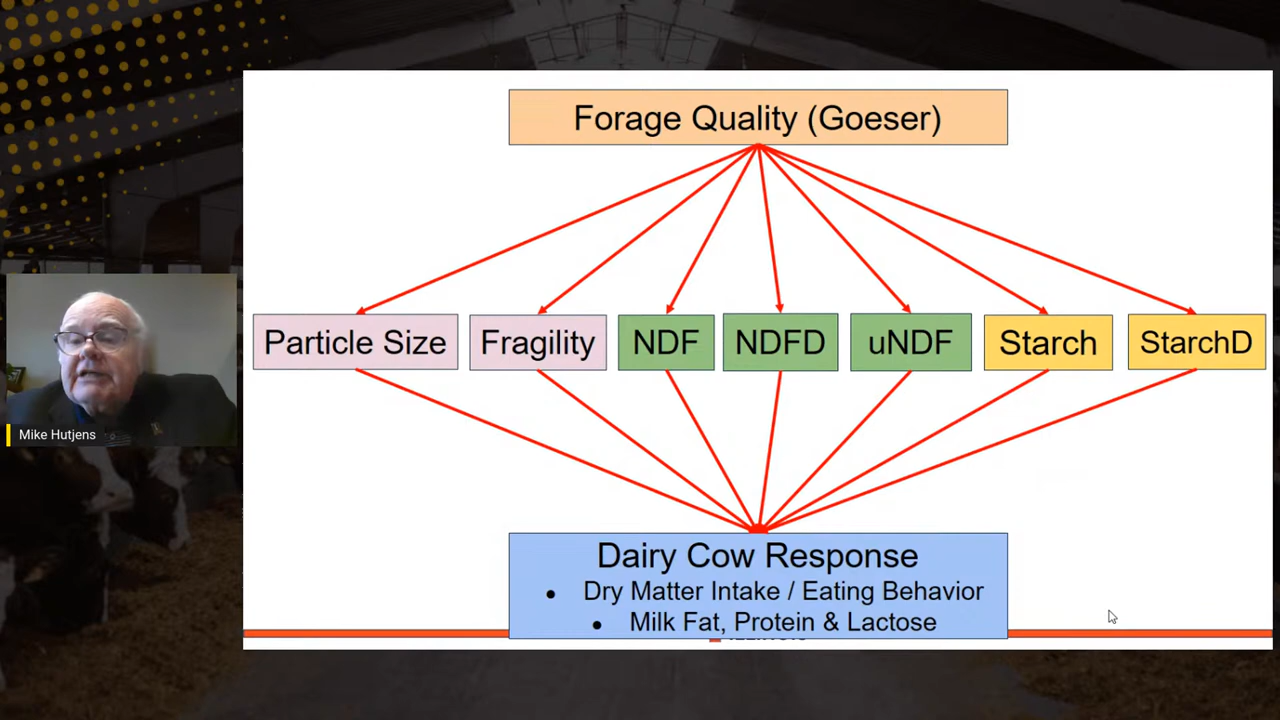 Forage Quality (Goeser)
Particle Size
Fragility
NDF
NDFD
uNDF
Starch
StarchD
Dairy Cow Response
• Dry Matter Intake / Eating Behavior
• Milk Fat, Protein & Lactose
Mike Hutjens